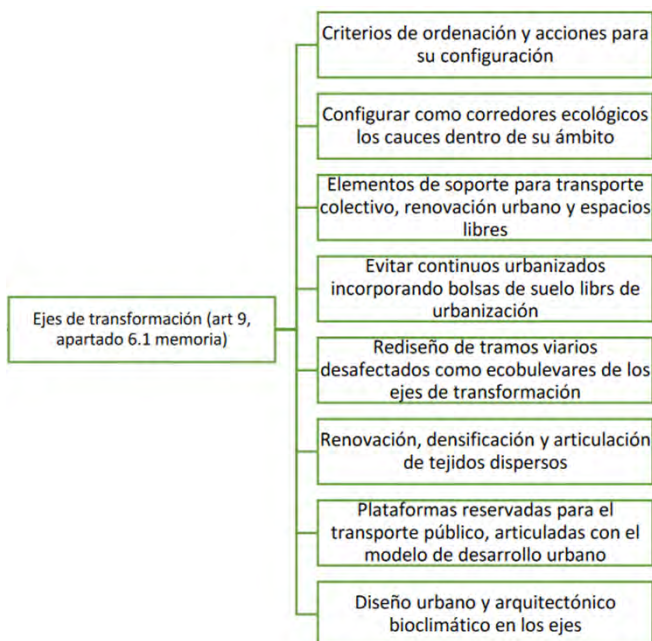 Criterios de ordenación y acciones para
su configuración
Configurar como corredores ecológicos
los cauces dentro de su ámbito
Elementos de soporte para transporte
colectivo, renovación urbano y espacios
libres
Evitar continuos urbanizados
incorporando bolsas de suelo librs de
urbanización
Ejes de transformación (art 9,
apartado 6.1 memoria)
Rediseño de tramos viarios
desafectados como ecobulevares de los
ejes de transformación
Renovación, densificación y articulación
de tejidos dispersos
Plataformas reservadas para el
transporte público, articuladas con el
modelo de desarrollo urbano
Diseño urbano y arquitectónico
bioclimático en los ejes